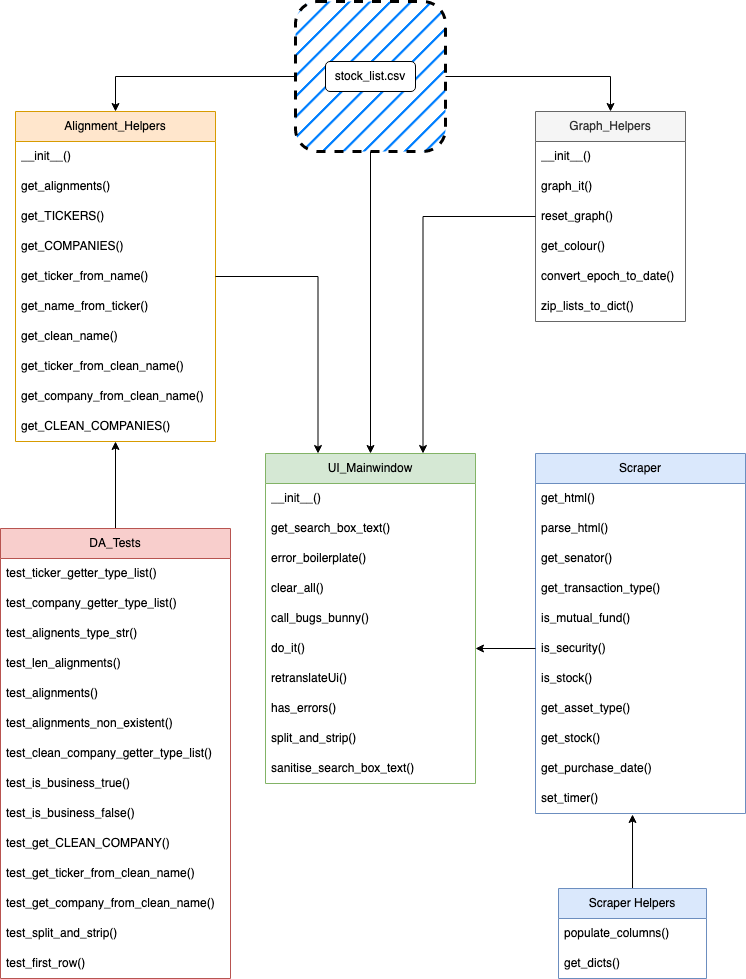 stock_list.csv
Alignment_Helpers
__init__()
get_alignments()
get_TICKERS()
get_COMPANIES()
get_ticker_from_name()
get_name_from_ticker()
get_clean_name()
get_ticker_from_clean_name()
get_company_from_clean_name()
get_CLEAN_COMPANIES()
Graph_Helpers
__init__()
graph_it()
reset_graph()
get_colour()
convert_epoch_to_date()
zip_lists_to_dict()
UI_Mainwindow
__init__()
get_search_box_text()
error_boilerplate()
clear_all()
call_bugs_bunny()
do_it()
retranslateUi()
has_errors()
split_and_strip()
sanitise_search_box_text()
Scraper
get_html()
parse_html()
get_senator()
get_transaction_type()
is_mutual_fund()
is_security()
is_stock()
get_asset_type()
get_stock()
get_purchase_date()
set_timer()
DA_Tests
test_ticker_getter_type_list()
test_company_getter_type_list()
test_alignents_type_str()
test_len_alignments()
test_alignments()
test_alignments_non_existent()
test_clean_company_getter_type_list()
test_is_business_true()
test_is_business_false()
test_get_CLEAN_COMPANY()
test_get_ticker_from_clean_name()
test_get_company_from_clean_name()
test_split_and_strip()
test_first_row()
Scraper Helpers
populate_columns()
get_dicts()